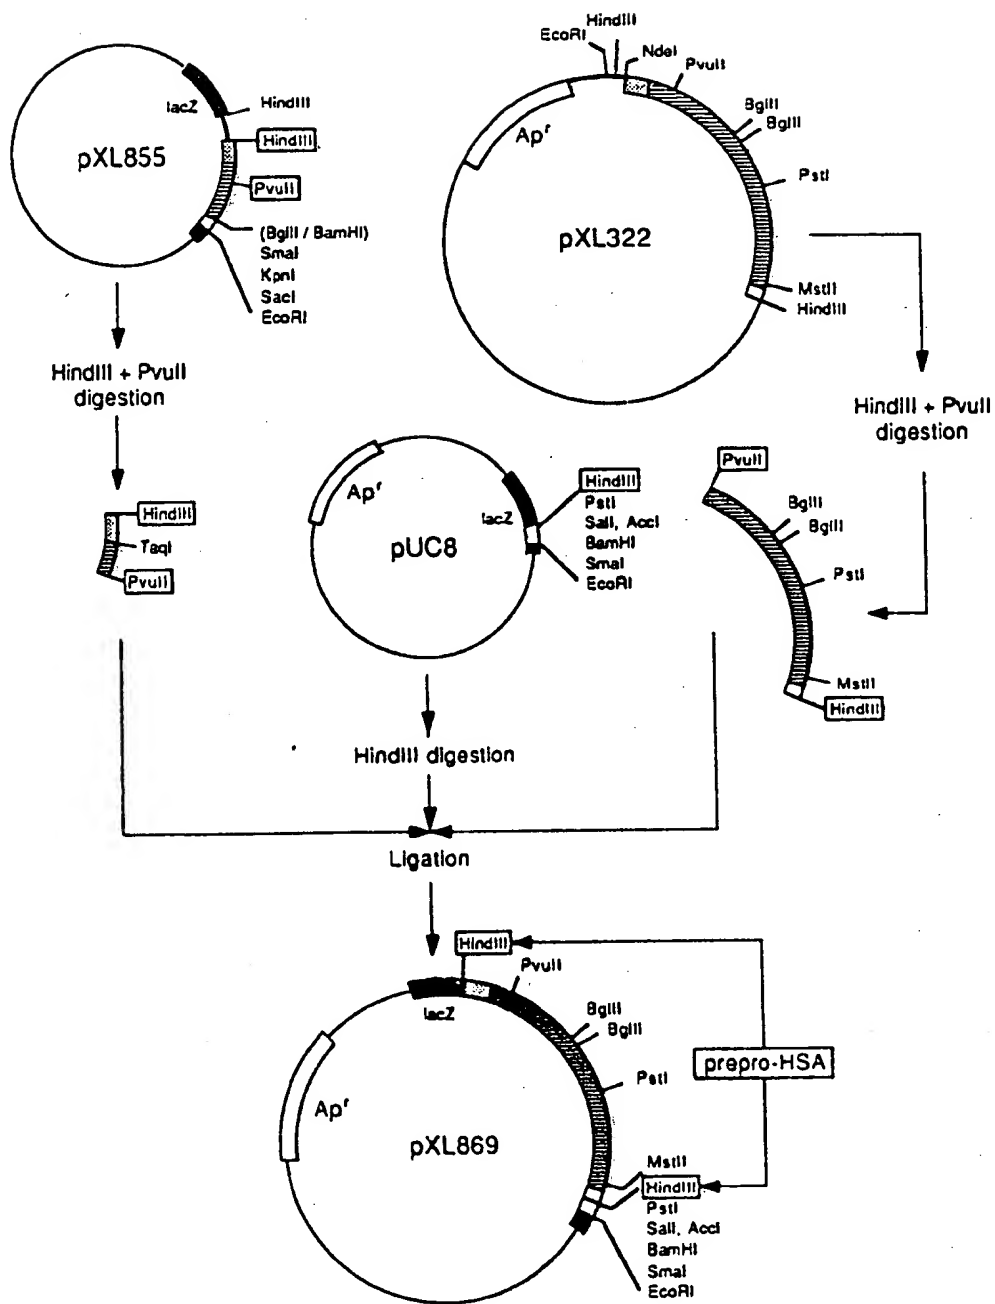 lacZ
HindIII
HindIII
PvuII
pXL855
(BglII / BamHI)
SmaI
KpnI
SacI
EcoRI
HindIII
EcoRI
NdeI
PvuII
BglII
BglII
PstI
Apʳ
pXL322
MstII
HindIII
HindIII + PvuII
digestion
HindIII + PvuII
digestion
HindIII
TaqI
PvuII
Apʳ
lacZ
pUC8
HindIII
PstI
SalI, AccI
BamHI
SmaI
EcoRI
PvuII
BglII
BglII
PstI
MstII
HindIII
HindIII digestion
Ligation
HindIII
PvuII
lacZ
BglII
BglII
PstI
prepro-HSA
Apʳ
pXL869
MstII
HindIII
PstI
SalI, AccI
BamHI
SmaI
EcoRI